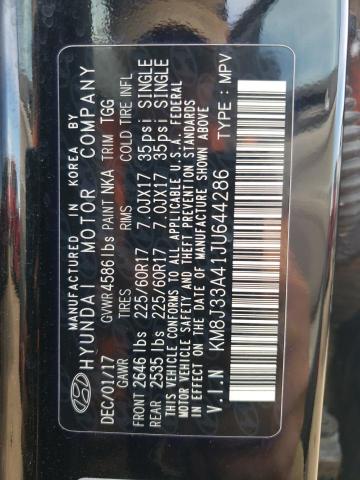 MANUFACTURED IN KOREA BY
HYUNDAI MOTOR COMPANY
DEC/01/17 GVWR 4586 lbs PAINT NKA TRIM TGG
GAWR TIRES RIMS COLD TIRE INFL
FRONT 2646 lbs 225/60R17 7.0JX17 35psi SINGLE
REAR 2535 lbs 225/60R17 7.0JX17 35psi SINGLE
THIS VEHICLE CONFORMS TO ALL APPLICABLE U.S.A. FEDERAL
MOTOR VEHICLE SAFETY AND THEFT PREVENTION STANDARDS
IN EFFECT ON THE DATE OF MANUFACTURE SHOWN ABOVE
V.I.N KM8J33A41JU644286 TYPE: MPV